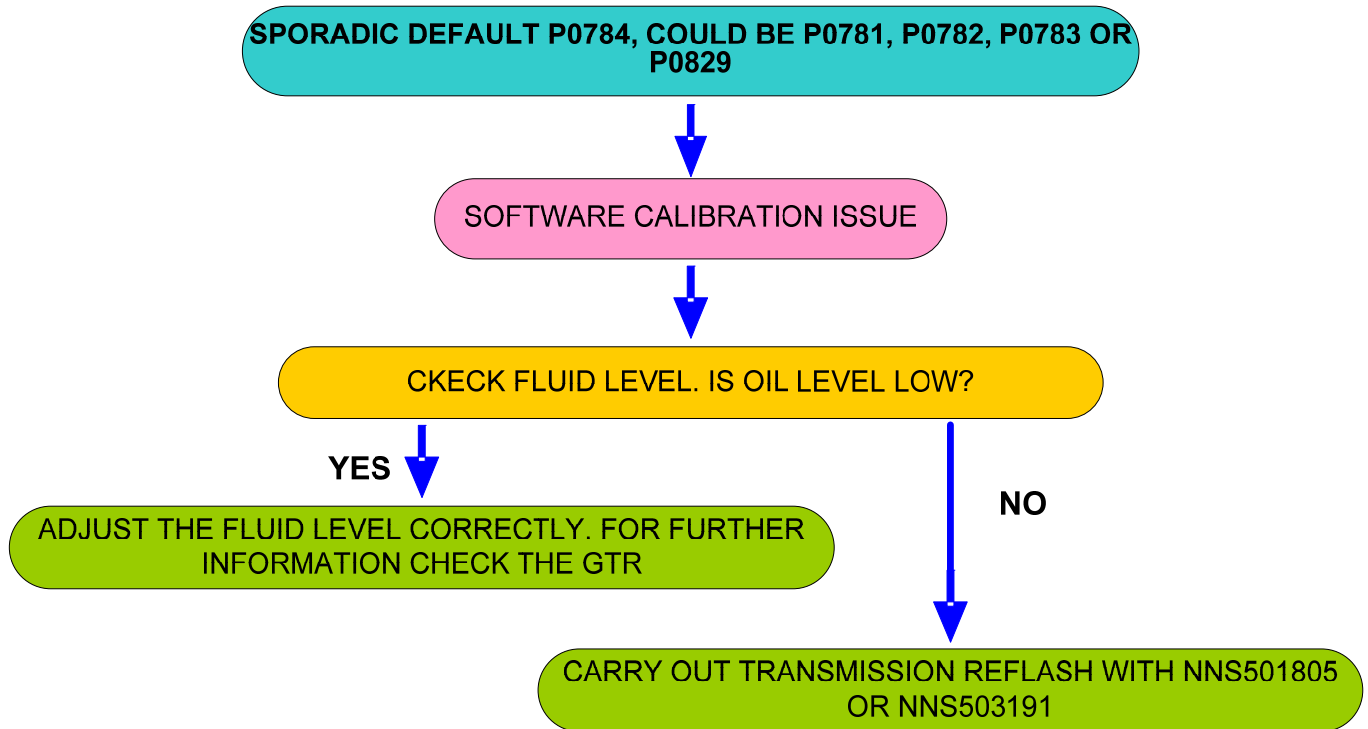 SPORADIC DEFAULT P0784, COULD BE P0781, P0782, P0783 OR
P0829
SOFTWARE CALIBRATION ISSUE
CKECK FLUID LEVEL. IS OIL LEVEL LOW?
YES
NO
ADJUST THE FLUID LEVEL CORRECTLY. FOR FURTHER
INFORMATION CHECK THE GTR
CARRY OUT TRANSMISSION REFLASH WITH NNS501805
OR NNS503191